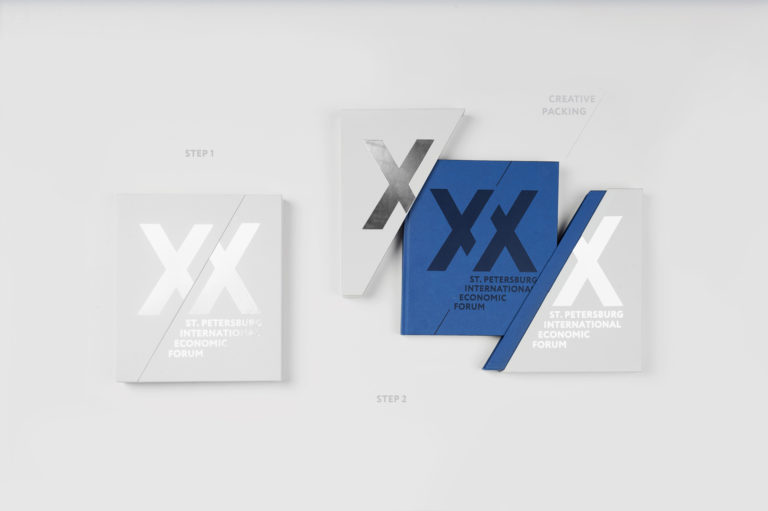 CREATIVE
PACKING
STEP 1
XX
ST. PETERSBURG
INTERNATIONAL
ECONOMIC
FORUM
X
XX
ST. PETERSBURG
INTERNATIONAL
ECONOMIC
FORUM
X
ST. PETERSBURG
INTERNATIONAL
ECONOMIC
FORUM
STEP 2